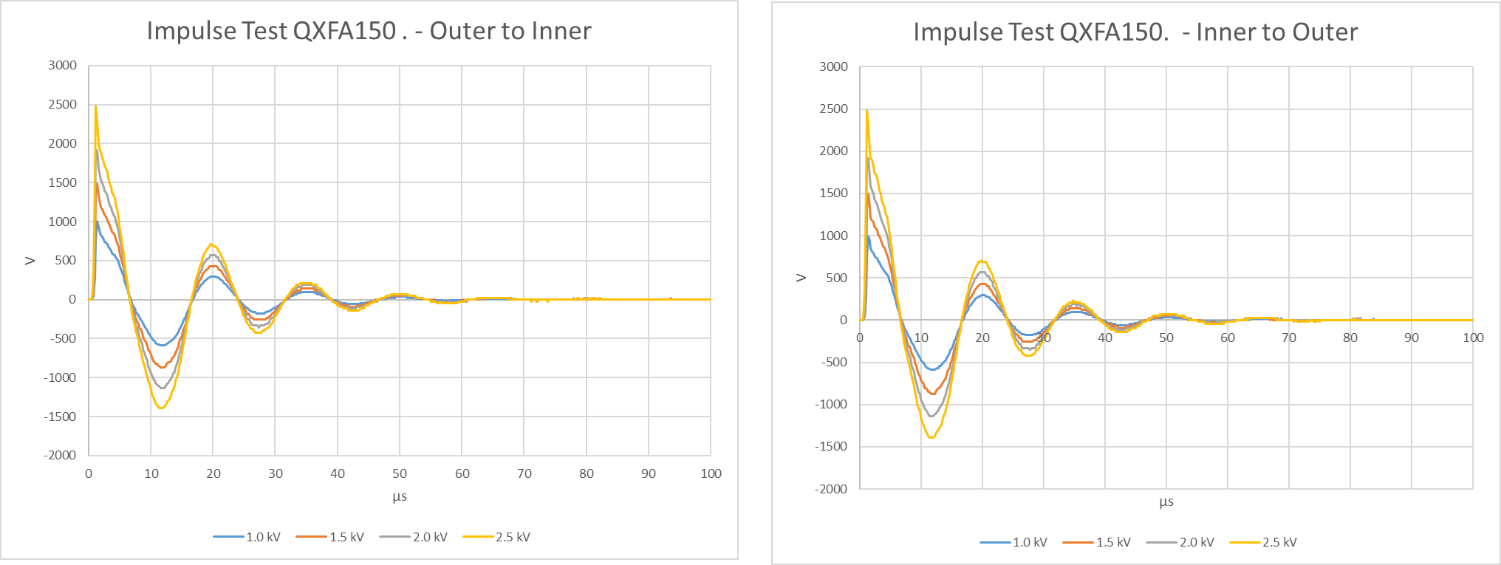 Impulse Test QXFA150 . - Outer to Inner
3000
2500
2000
1500
1000
500
0
-500
-1000
-1500
-2000
V
0 10 20 30 40 50 60 70 80 90 100
µs
1.0 kV 1.5 kV 2.0 kV 2.5 kV
Impulse Test QXFA150. - Inner to Outer
3000
2500
2000
1500
1000
500
0
-500
-1000
-1500
-2000
V
0 10 20 30 40 50 60 70 80 90 100
µs
1.0 kV 1.5 kV 2.0 kV 2.5 kV